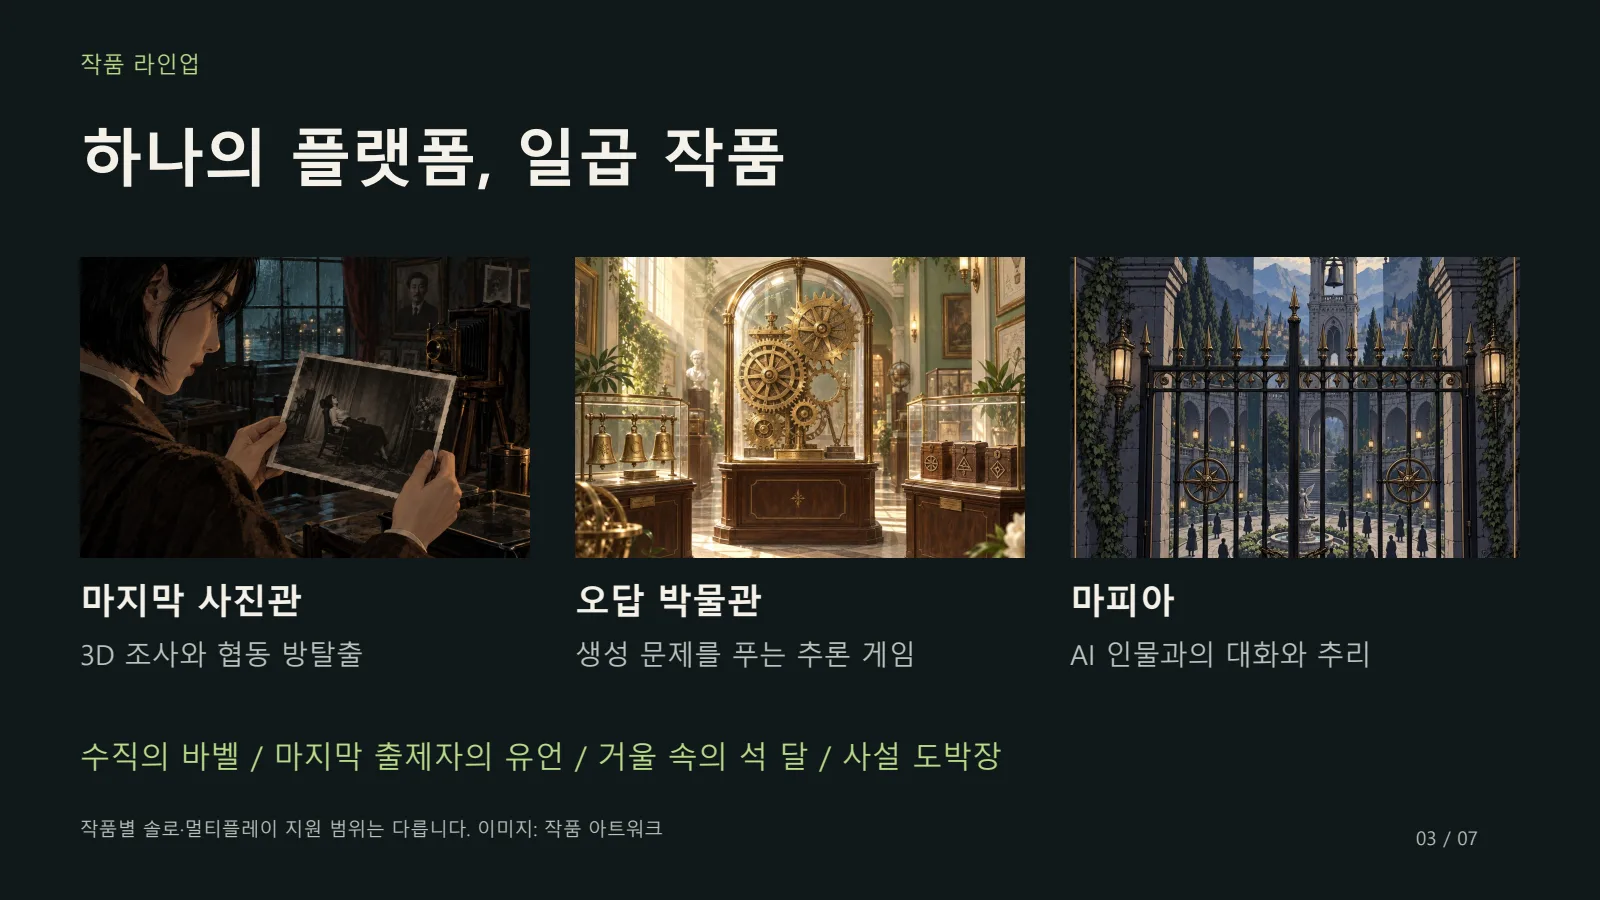 작품 라인업
하나의 플랫폼, 일곱 작품
마지막 사진관
3D 조사와 협동 방탈출
오답 박물관
생성 문제를 푸는 추론 게임
마피아
AI 인물과의 대화와 추리
수직의 바벨 / 마지막 출제자의 유언 / 거울 속의 석 달 / 사설 도박장
작품별 솔로·멀티플레이 지원 범위는 다릅니다. 이미지: 작품 아트워크
03 / 07